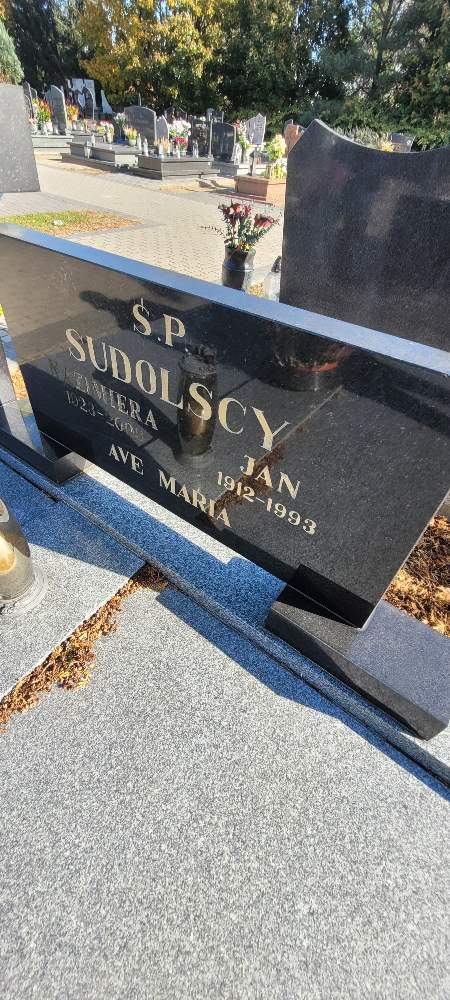 Ś.P
SUDOLSCY
KAZIMIERA JAN
1912-1993
AVE MARIA